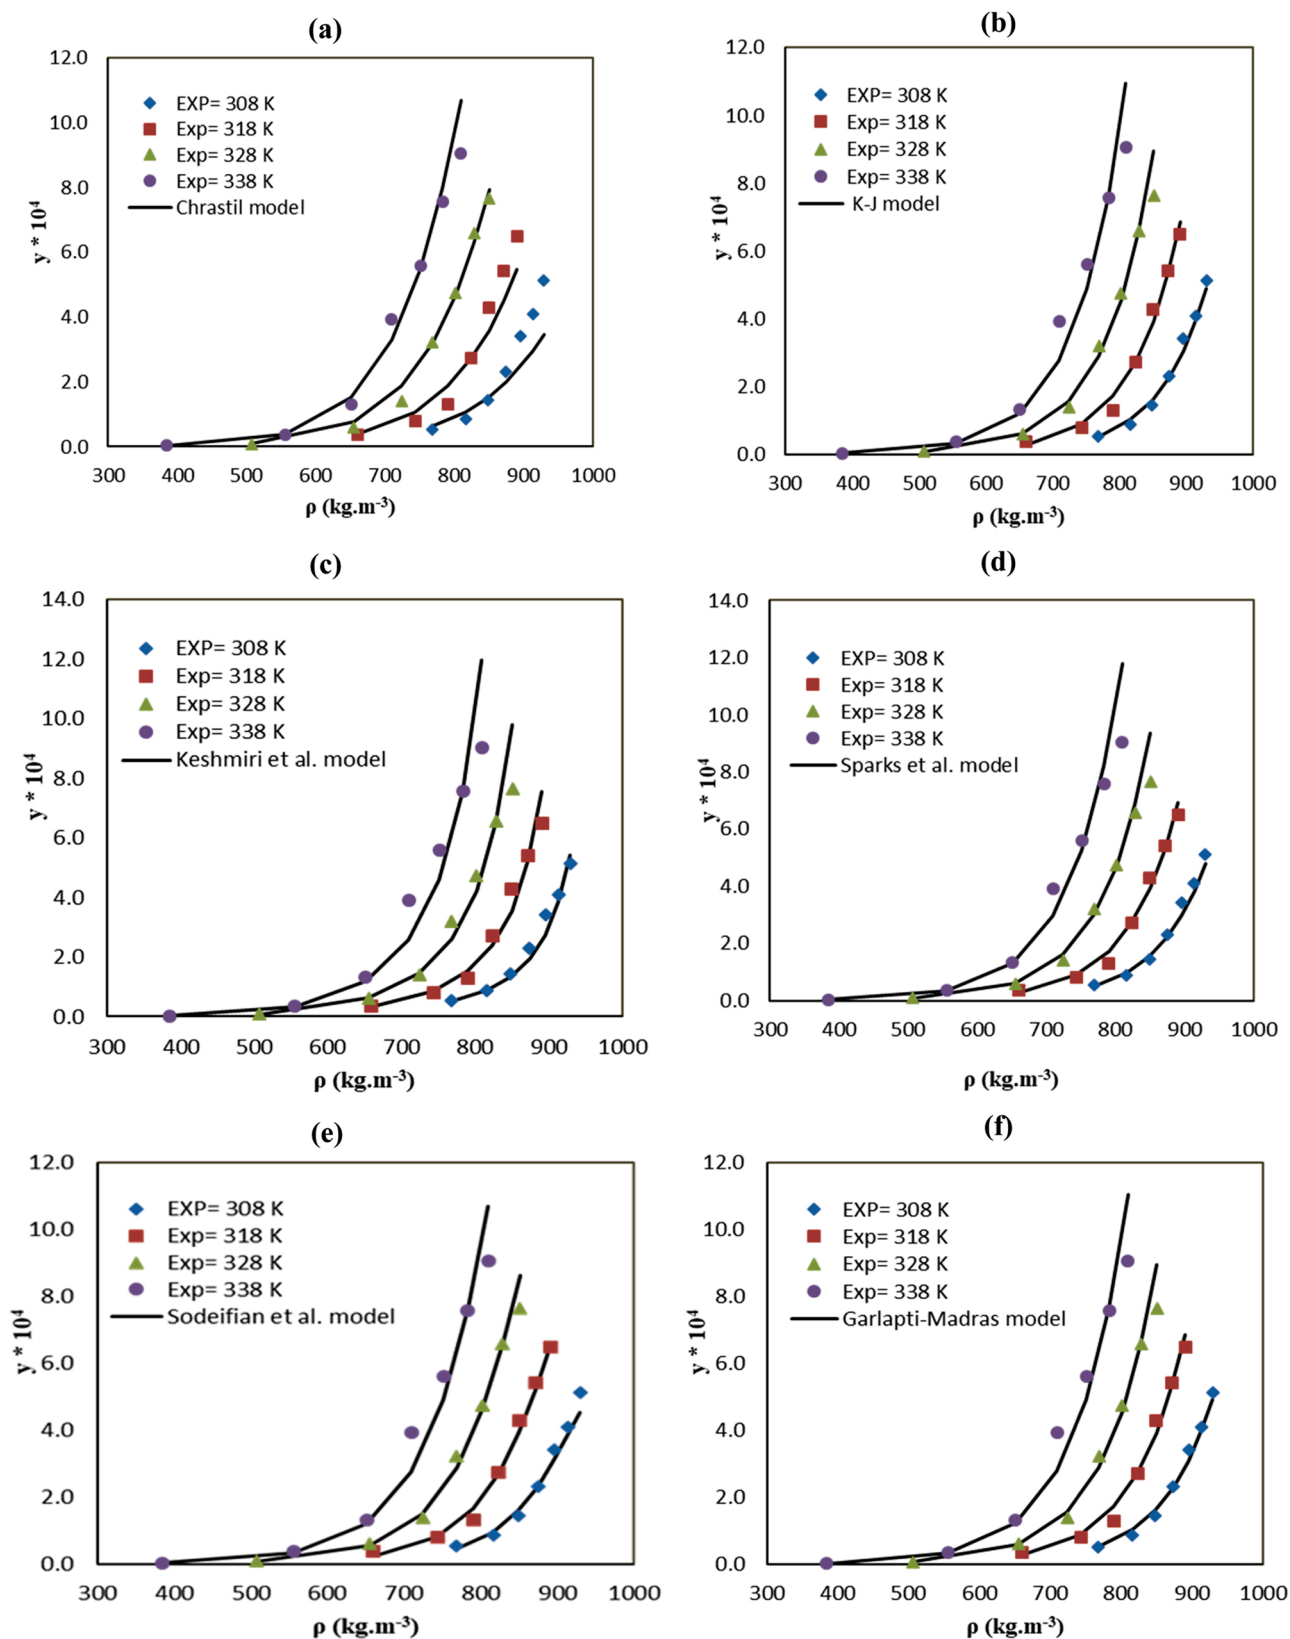 (a)
12.0
10.0
8.0
6.0
4.0
2.0
0.0
y * 10⁴
EXP= 308 K
Exp= 318 K
Exp= 328 K
Exp= 338 K
Chrastil model
300 400 500 600 700 800 900 1000
ρ (kg.m⁻³)
(b)
12.0
10.0
8.0
6.0
4.0
2.0
0.0
y * 10⁴
EXP= 308 K
Exp= 318 K
Exp= 328 K
Exp= 338 K
K-J model
300 400 500 600 700 800 900 1000
ρ (kg.m⁻³)
(c)
14.0
12.0
10.0
8.0
6.0
4.0
2.0
0.0
y * 10⁴
EXP= 308 K
Exp= 318 K
Exp= 328 K
Exp= 338 K
Keshmiri et al. model
300 400 500 600 700 800 900 1000
ρ (kg.m⁻³)
(d)
14.0
12.0
10.0
8.0
6.0
4.0
2.0
0.0
y * 10⁴
EXP= 308 K
Exp= 318 K
Exp= 328 K
Exp= 338 K
Sparks et al. model
300 400 500 600 700 800 900 1000
ρ (kg.m⁻³)
(e)
12.0
10.0
8.0
6.0
4.0
2.0
0.0
y * 10⁴
EXP= 308 K
Exp= 318 K
Exp= 328 K
Exp= 338 K
Sodeifian et al. model
300 400 500 600 700 800 900 1000
ρ (kg.m⁻³)
(f)
12.0
10.0
8.0
6.0
4.0
2.0
0.0
y * 10⁴
EXP= 308 K
Exp= 318 K
Exp= 328 K
Exp= 338 K
Garlapti-Madras model
300 400 500 600 700 800 900 1000
ρ (kg.m⁻³)